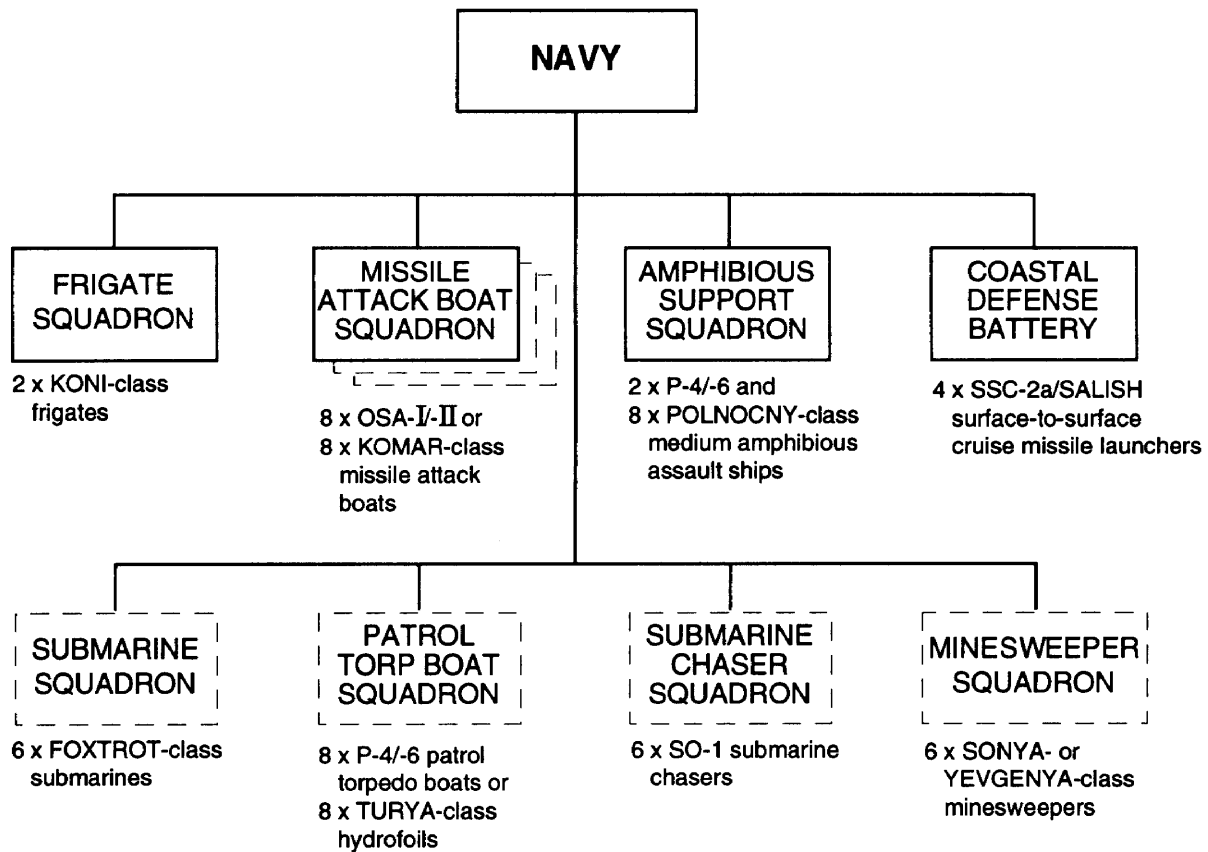 NAVY
FRIGATE
SQUADRON
2 x KONI-class
frigates
MISSILE
ATTACK BOAT
SQUADRON
8 x OSA-I/-II or
8 x KOMAR-class
missile attack
boats
AMPHIBIOUS
SUPPORT
SQUADRON
2 x P-4/-6 and
8 x POLNOCNY-class
medium amphibious
assault ships
COASTAL
DEFENSE
BATTERY
4 x SSC-2a/SALISH
surface-to-surface
cruise missile launchers
SUBMARINE
SQUADRON
6 x FOXTROT-class
submarines
PATROL
TORP BOAT
SQUADRON
8 x P-4/-6 patrol
torpedo boats or
8 x TURYA-class
hydrofoils
SUBMARINE
CHASER
SQUADRON
6 x SO-1 submarine
chasers
MINESWEEPER
SQUADRON
6 x SONYA- or
YEVGENYA-class
minesweepers